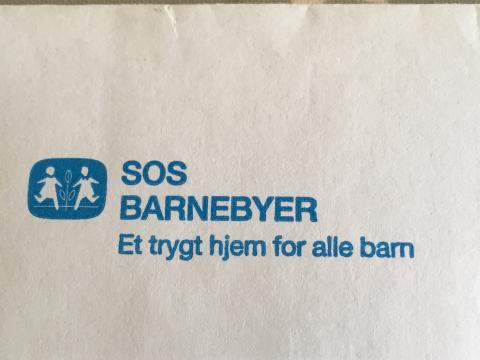 SOS
BARNEBYER
Et trygt hjem for alle barn